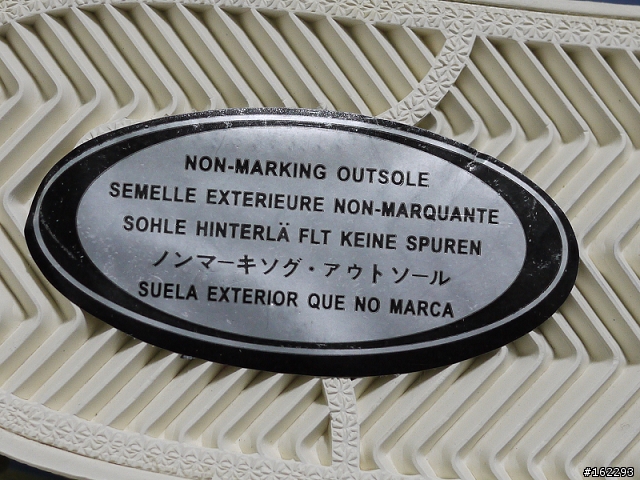 NON-MARKING OUTSOLE
SEMELLE EXTERIEURE NON-MARQUANTE
SOHLE HINTERLÄ FLT KEINE SPUREN
ノンマーキソグ・アウトソール
SUELA EXTERIOR QUE NO MARCA
#162293